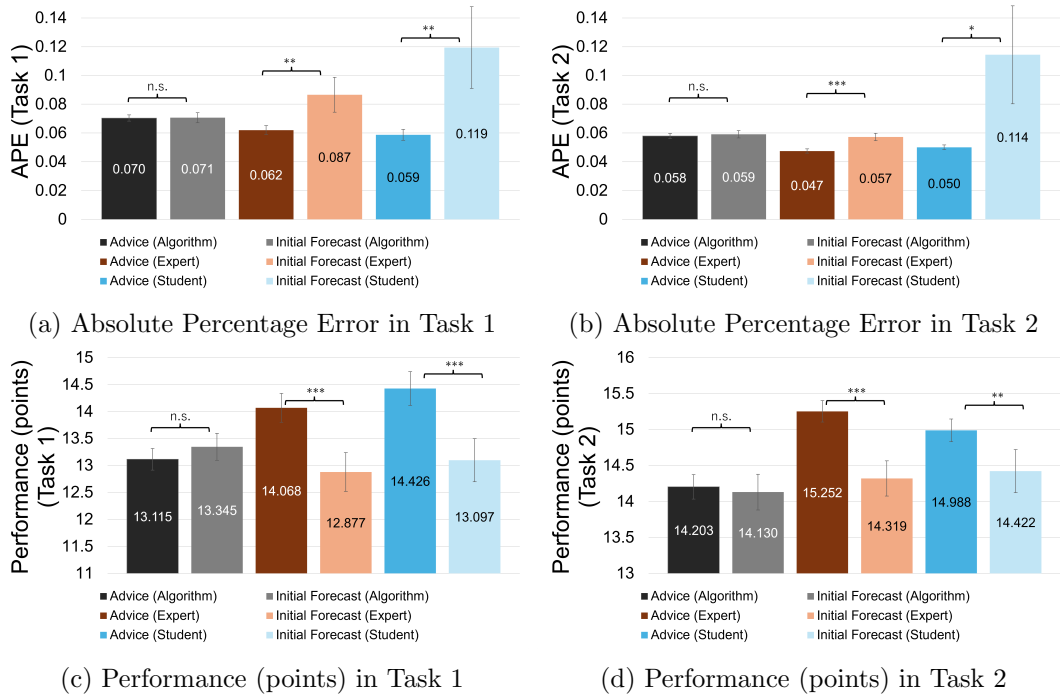 APE (Task 1)
0.14
0.12
0.1
0.08
0.06
0.04
0.02
0
n.s.
**
**
0.070
0.071
0.062
0.087
0.059
0.119
Advice (Algorithm)
Initial Forecast (Algorithm)
Advice (Expert)
Initial Forecast (Expert)
Advice (Student)
Initial Forecast (Student)
(a) Absolute Percentage Error in Task 1
APE (Task 2)
0.14
0.12
0.1
0.08
0.06
0.04
0.02
0
n.s.
***
*
0.058
0.059
0.047
0.057
0.050
0.114
Advice (Algorithm)
Initial Forecast (Algorithm)
Advice (Expert)
Initial Forecast (Expert)
Advice (Student)
Initial Forecast (Student)
(b) Absolute Percentage Error in Task 2
Performance (points)
(Task 1)
15
14.5
14
13.5
13
12.5
12
11.5
11
n.s.
***
***
13.115
13.345
14.068
12.877
14.426
13.097
Advice (Algorithm)
Initial Forecast (Algorithm)
Advice (Expert)
Initial Forecast (Expert)
Advice (Student)
Initial Forecast (Student)
(c) Performance (points) in Task 1
Performance (points)
(Task 2)
16
15.5
15
14.5
14
13.5
13
n.s.
***
**
14.203
14.130
15.252
14.319
14.988
14.422
Advice (Algorithm)
Initial Forecast (Algorithm)
Advice (Expert)
Initial Forecast (Expert)
Advice (Student)
Initial Forecast (Student)
(d) Performance (points) in Task 2